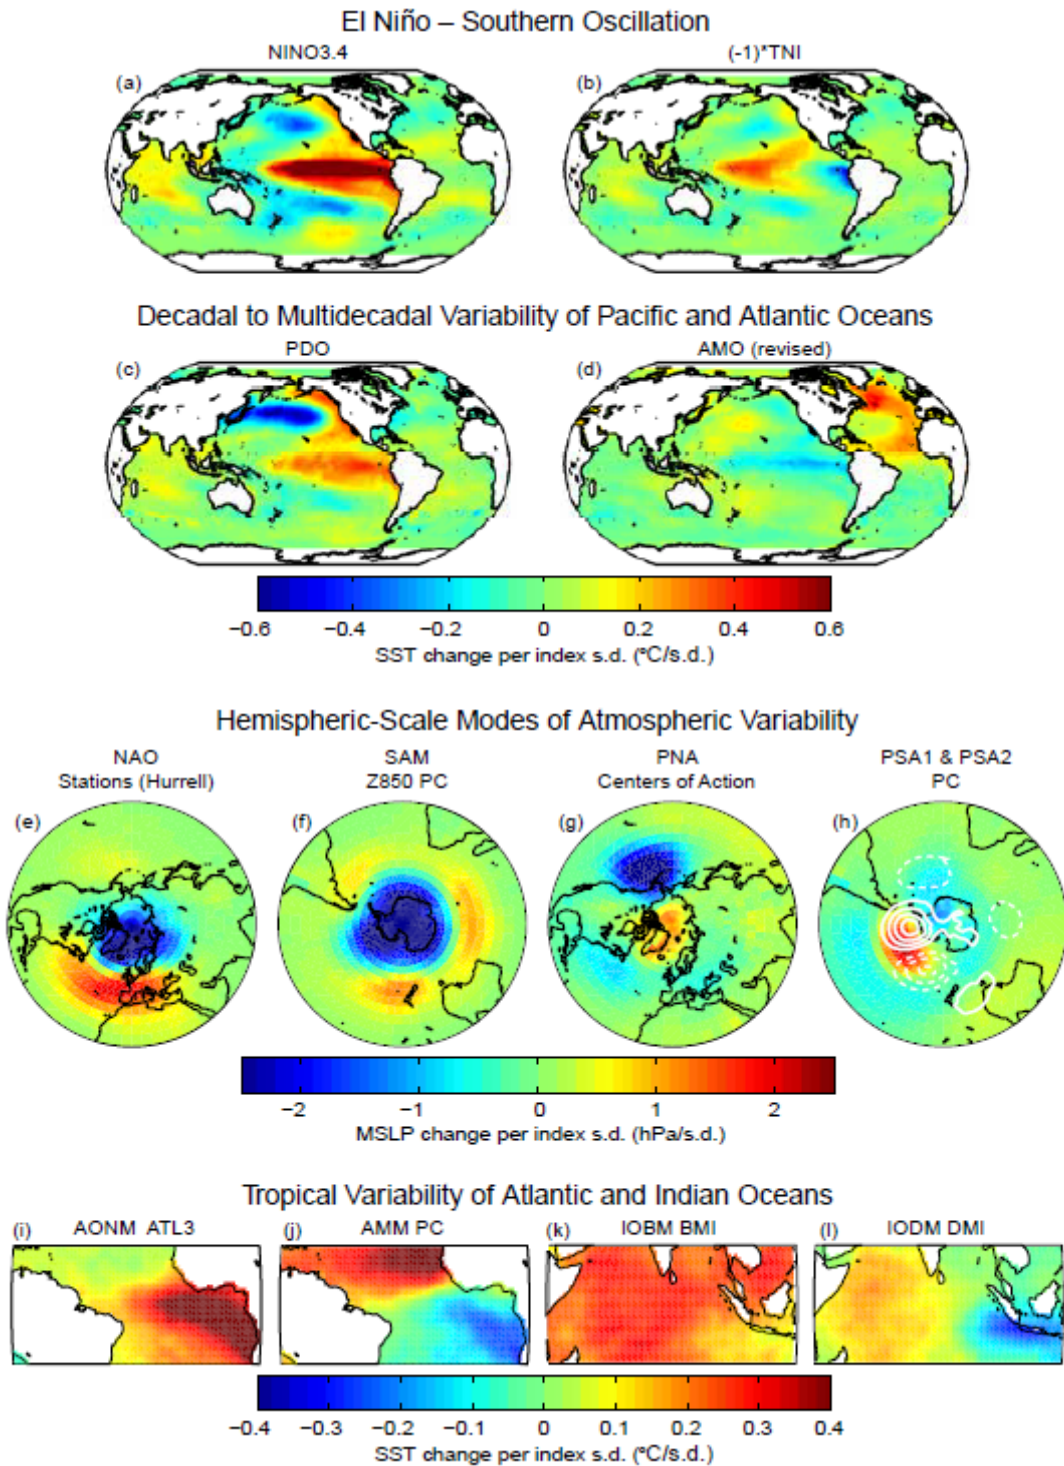 El Niño – Southern Oscillation
NINO3.4
(-1)*TNI
(a)
(b)
Decadal to Multidecadal Variability of Pacific and Atlantic Oceans
PDO
AMO (revised)
(c)
(d)
−0.6 −0.4 −0.2 0 0.2 0.4 0.6
SST change per index s.d. (°C/s.d.)
Hemispheric-Scale Modes of Atmospheric Variability
NAO
Stations (Hurrell)
SAM
Z850 PC
PNA
Centers of Action
PSA1 & PSA2
PC
(e)
(f)
(g)
(h)
−2 −1 0 1 2
MSLP change per index s.d. (hPa/s.d.)
Tropical Variability of Atlantic and Indian Oceans
(i) AONM ATL3
(j) AMM PC
(k) IOBM BMI
IODM DMI
(l)
−0.4 −0.3 −0.2 −0.1 0 0.1 0.2 0.3 0.4
SST change per index s.d. (°C/s.d.)